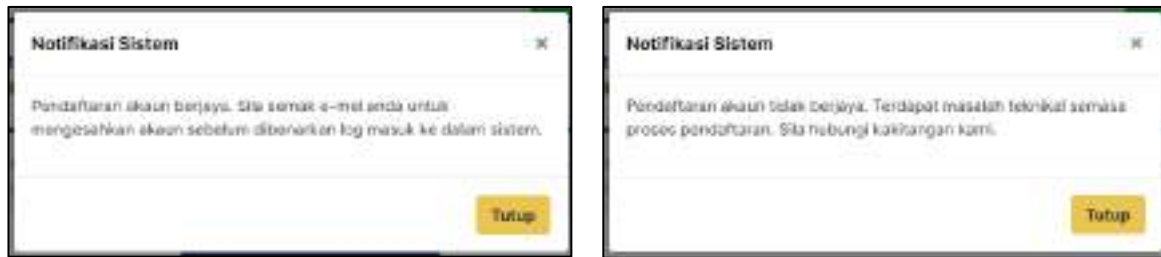 Notifikasi Sistem ×
Pendaftaran akaun berjaya. Sila semak e-mel anda untuk
mengesahkan akaun sebelum dibenarkan log masuk ke dalam sistem.
Tutup
Notifikasi Sistem ×
Pendaftaran akaun tidak berjaya. Terdapat masalah teknikal semasa
proses pendaftaran. Sila hubungi kakitangan kami.
Tutup